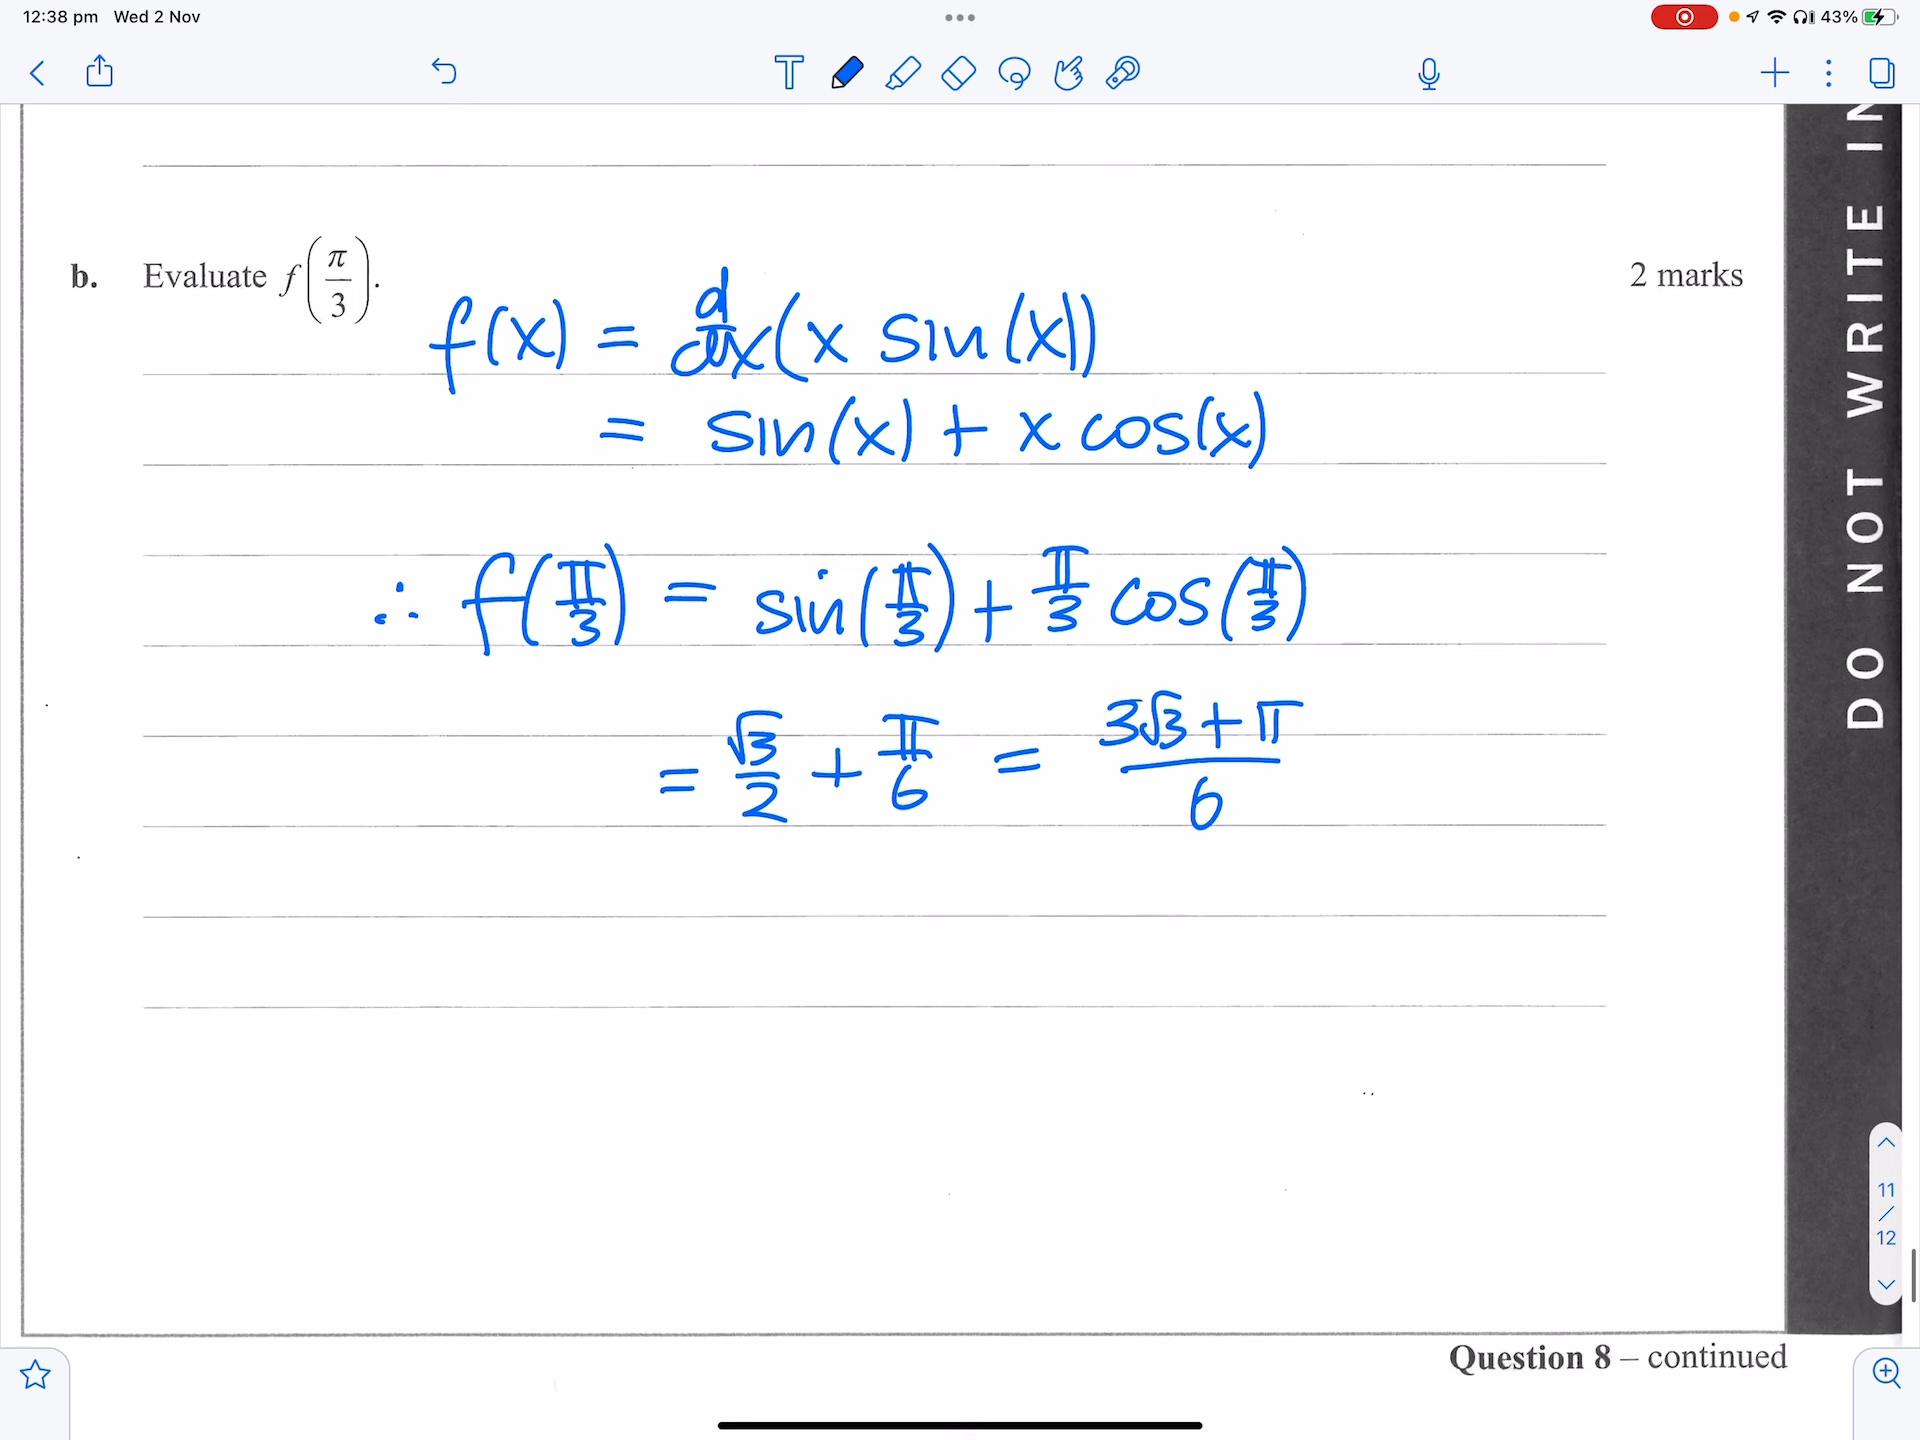 12:38 pm Wed 2 Nov
43%
T
b. Evaluate f(π/3). 2 marks
f(x) = d/dx(x sin(x))
= sin(x) + x cos(x)
∴ f(π/3) = sin(π/3) + π/3 cos(π/3)
= √3/2 + π/6 = (3√3 + π)/6
DO NOT WRITE IN
11 / 12
Question 8 – continued